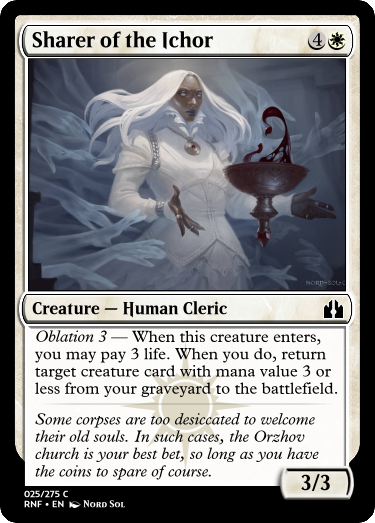 Sharer of the Ichor 4
Creature — Human Cleric
Oblation 3 — When this creature enters,
you may pay 3 life. When you do, return
target creature card with mana value 3 or
less from your graveyard to the battlefield.
Some corpses are too desiccated to welcome
their old souls. In such cases, the Orzhov
church is your best bet, so long as you have
the coins to spare of course.
3/3
025/275 C
RNF • EN Nord Sol